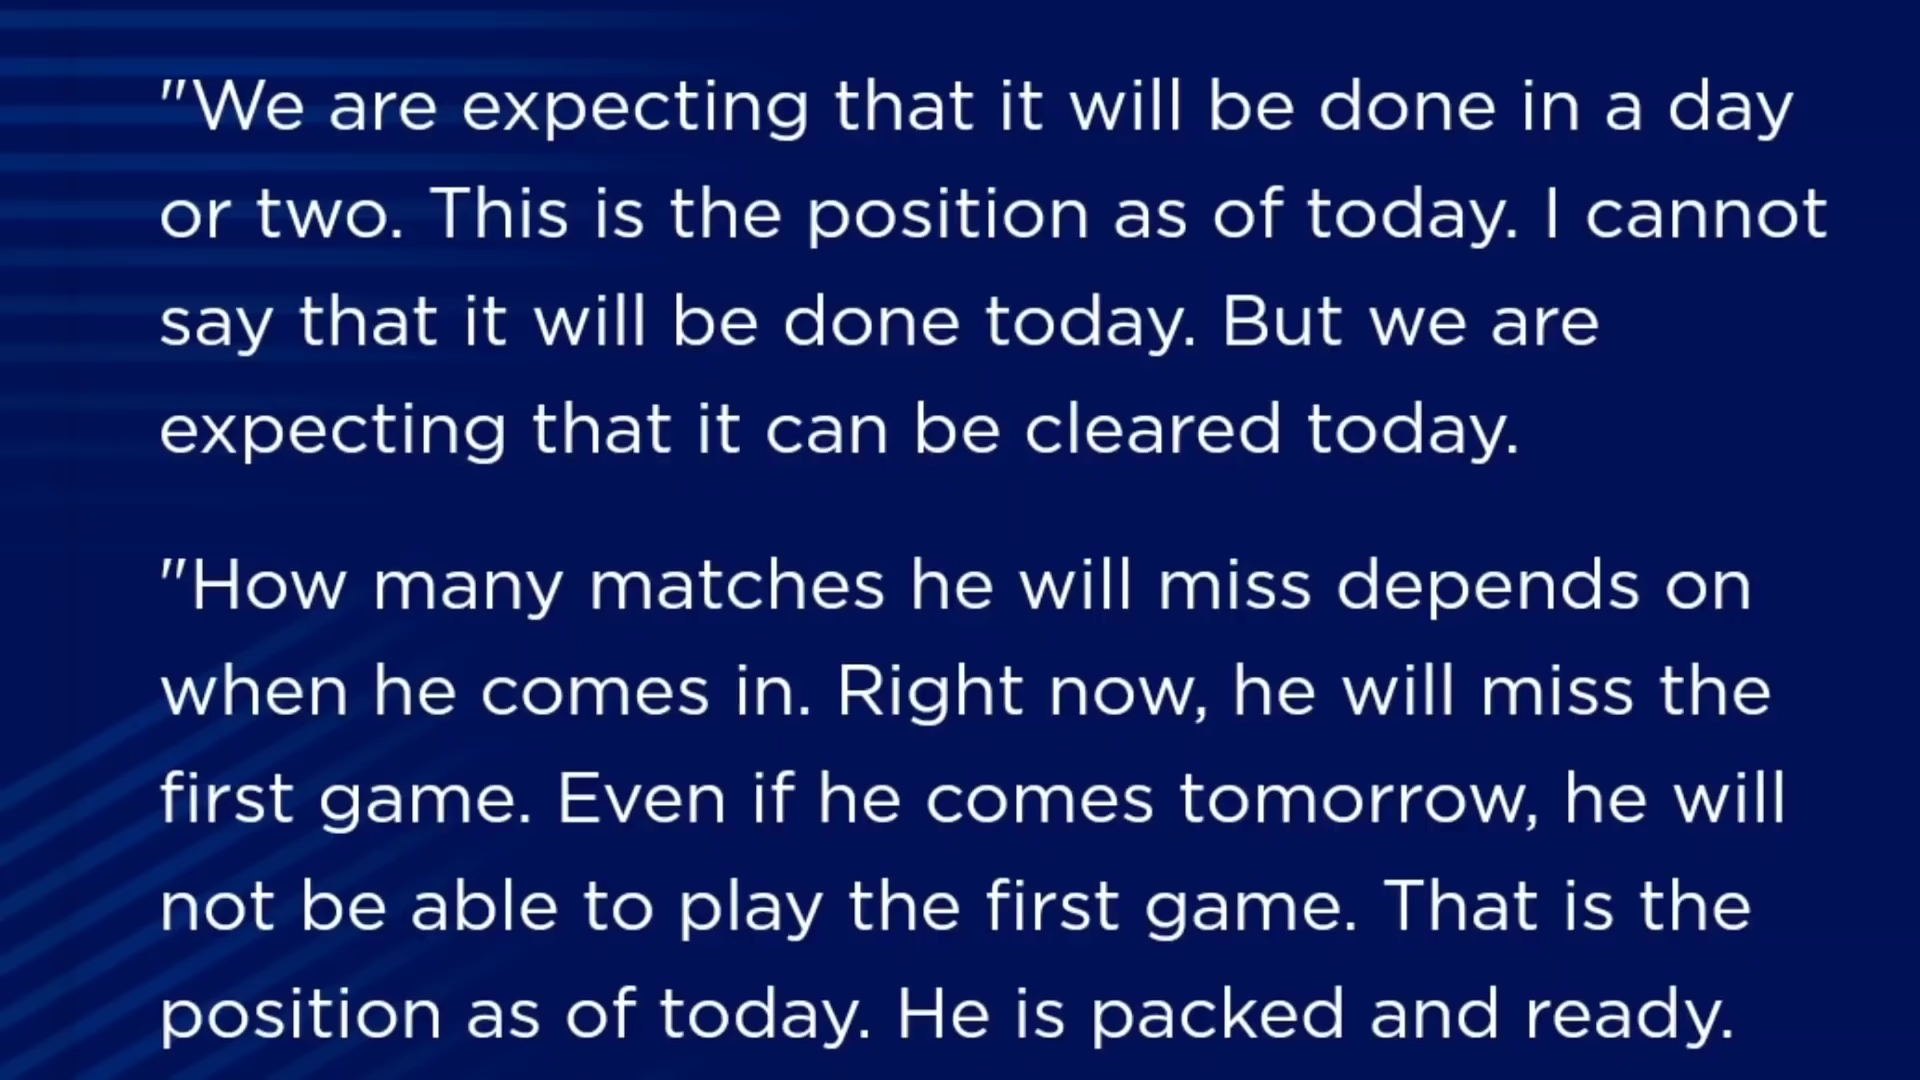 "We are expecting that it will be done in a day
or two. This is the position as of today. I cannot
say that it will be done today. But we are
expecting that it can be cleared today.
"How many matches he will miss depends on
when he comes in. Right now, he will miss the
first game. Even if he comes tomorrow, he will
not be able to play the first game. That is the
position as of today. He is packed and ready.